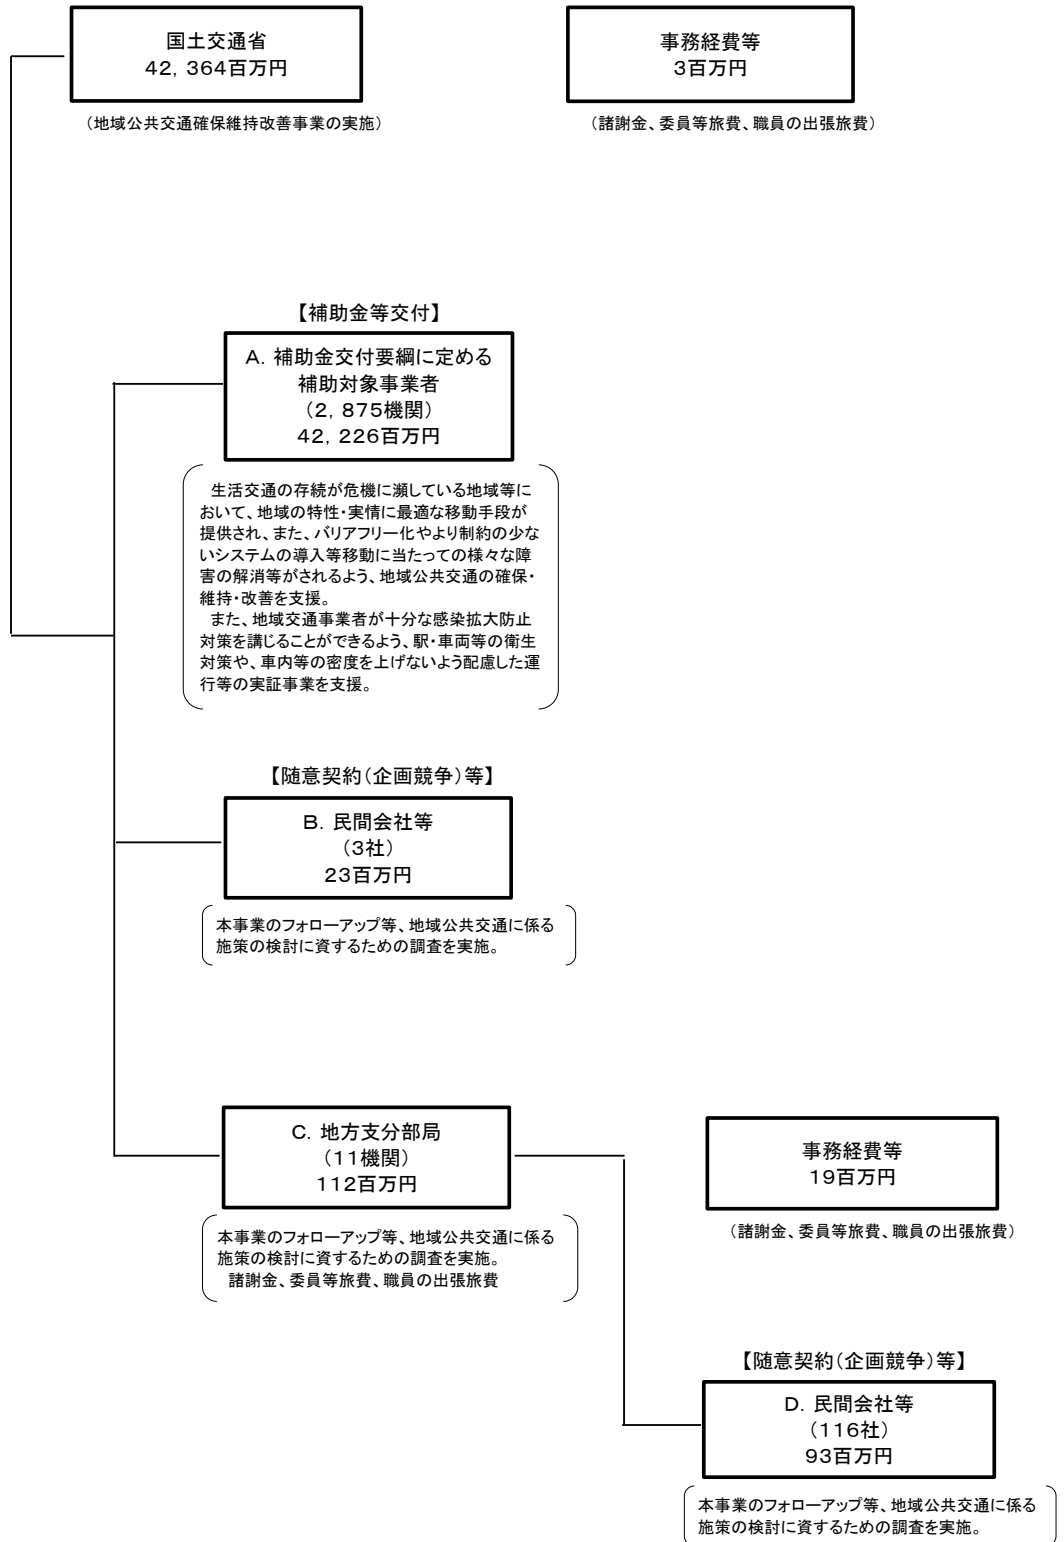 国土交通省
42,364百万円
(地域公共交通確保維持改善事業の実施)
事務経費等
3百万円
(諸謝金、委員等旅費、職員の出張旅費)
【補助金等交付】
A. 補助金交付要綱に定める
補助対象事業者
(2,875機関)
42,226百万円
生活交通の存続が危機に瀕している地域等に
おいて、地域の特性・実情に最適な移動手段が
提供され、また、バリアフリー化やより制約の少な
いシステムの導入等移動に当たっての様々な障
害の解消等がされるよう、地域公共交通の確保・
維持・改善を支援。
また、地域交通事業者が十分な感染拡大防止
対策を講じることができるよう、駅・車両等の衛生
対策や、車内等の密度を上げないよう配慮した運
行等の実証事業を支援。
【随意契約(企画競争)等】
B. 民間会社等
(3社)
23百万円
本事業のフォローアップ等、地域公共交通に係る
施策の検討に資するための調査を実施。
C. 地方支分部局
(11機関)
112百万円
本事業のフォローアップ等、地域公共交通に係る
施策の検討に資するための調査を実施。
諸謝金、委員等旅費、職員の出張旅費
事務経費等
19百万円
(諸謝金、委員等旅費、職員の出張旅費)
【随意契約(企画競争)等】
D. 民間会社等
(116社)
93百万円
本事業のフォローアップ等、地域公共交通に係る
施策の検討に資するための調査を実施。